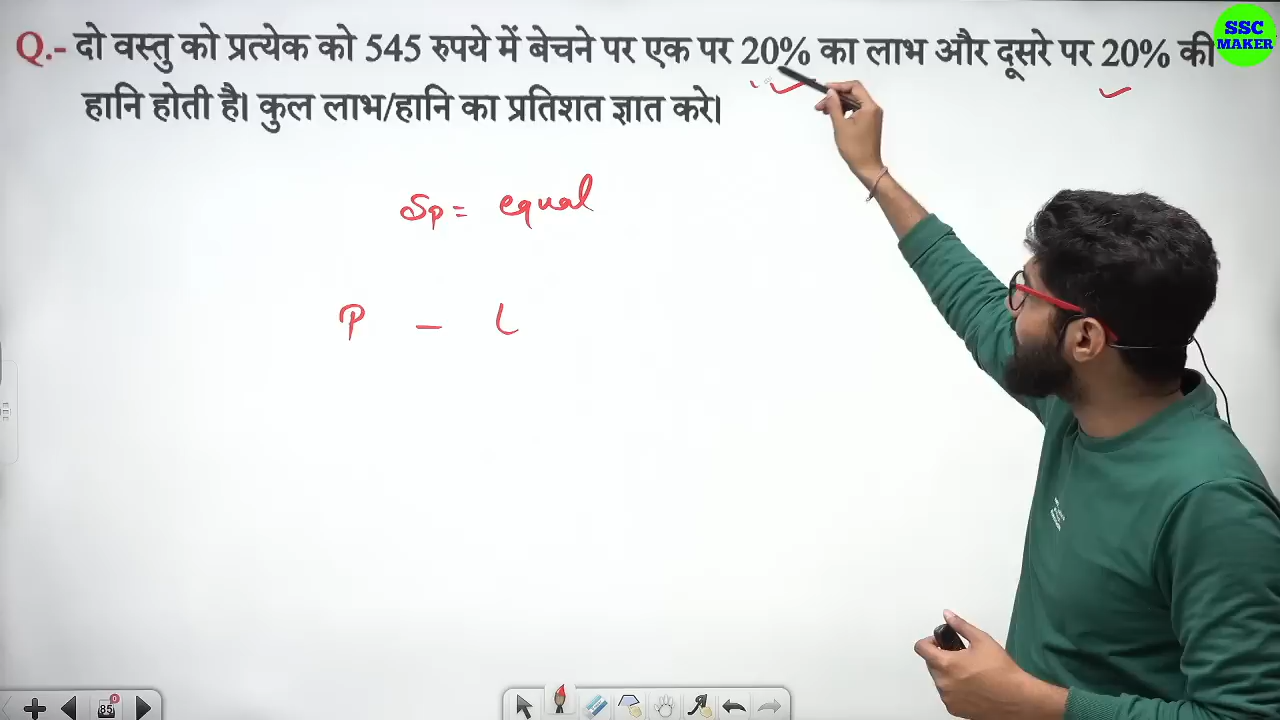 Q.- दो वस्तु को प्रत्येक को 545 रुपये में बेचने पर एक पर 20% का लाभ और दूसरे पर 20% की
हानि होती है। कुल लाभ/हानि का प्रतिशत ज्ञात करे।
SSC
MAKER
Sp = equal
P - L
85
0